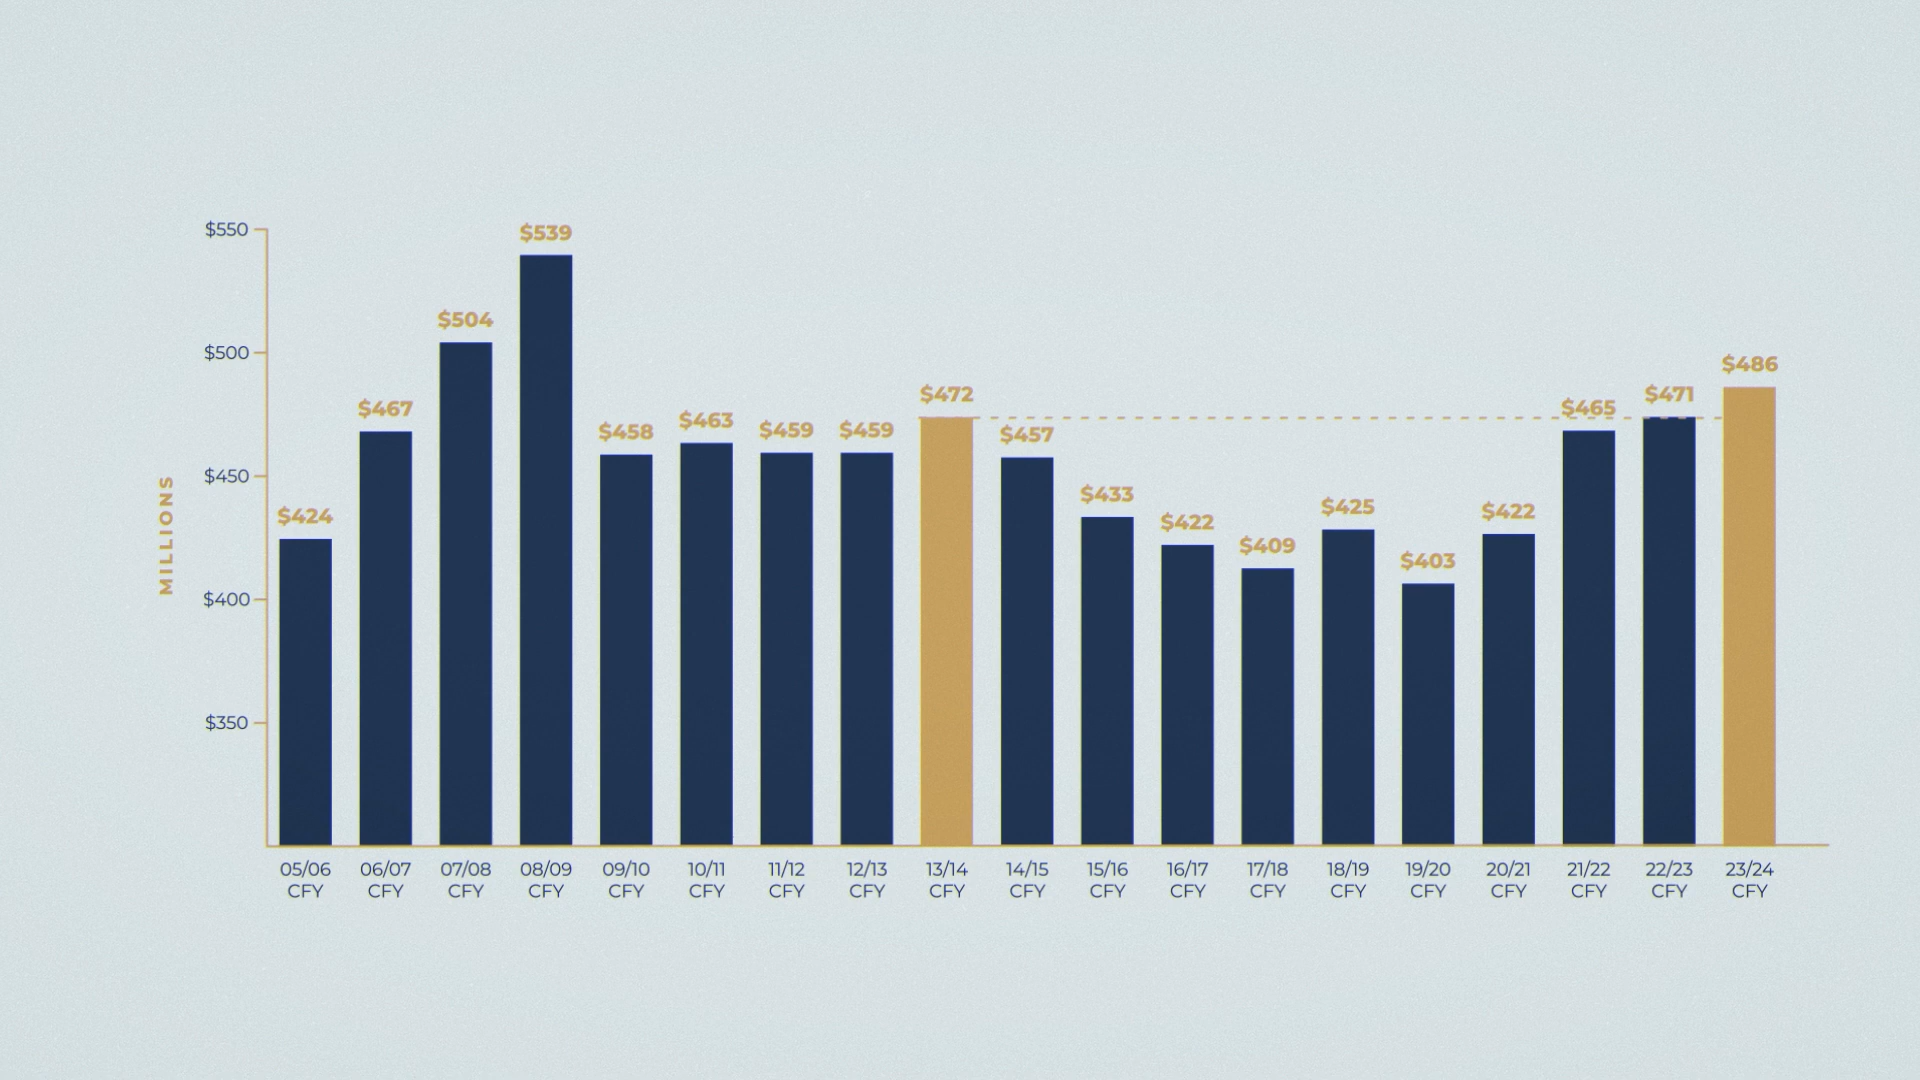 $550
$500
$450
$400
$350
MILLIONS
$424
$467
$504
$539
$458
$463
$459
$459
$472
$457
$433
$422
$409
$425
$403
$422
$465
$471
$486
05/06 CFY
06/07 CFY
07/08 CFY
08/09 CFY
09/10 CFY
10/11 CFY
11/12 CFY
12/13 CFY
13/14 CFY
14/15 CFY
15/16 CFY
16/17 CFY
17/18 CFY
18/19 CFY
19/20 CFY
20/21 CFY
21/22 CFY
22/23 CFY
23/24 CFY